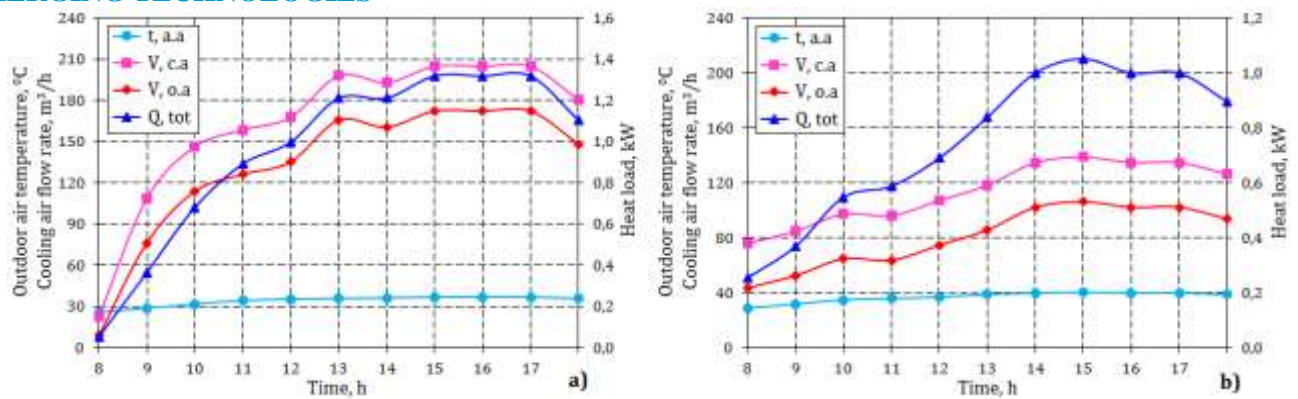 EMERGING TECHNOLOGIES
240
210
180
150
120
90
60
30
0
Outdoor air temperature, ºC
Cooling air flow rate, m³/h
t, a.a
V, c.a
V, o.a
Q, tot
1,6
1,4
1,2
1,0
0,8
0,6
0,4
0,2
0,0
Heat load, kW
8 9 10 11 12 13 14 15 16 17
Time, h
a)
240
200
160
120
80
40
0
Outdoor air temperature, ºC
Cooling air flow rate, m³/h
t, a.a
V, c.a
V, o.a
Q, tot
1,2
1,0
0,8
0,6
0,4
0,2
0,0
Heat load, kW
8 9 10 11 12 13 14 15 16 17
Time, h
b)